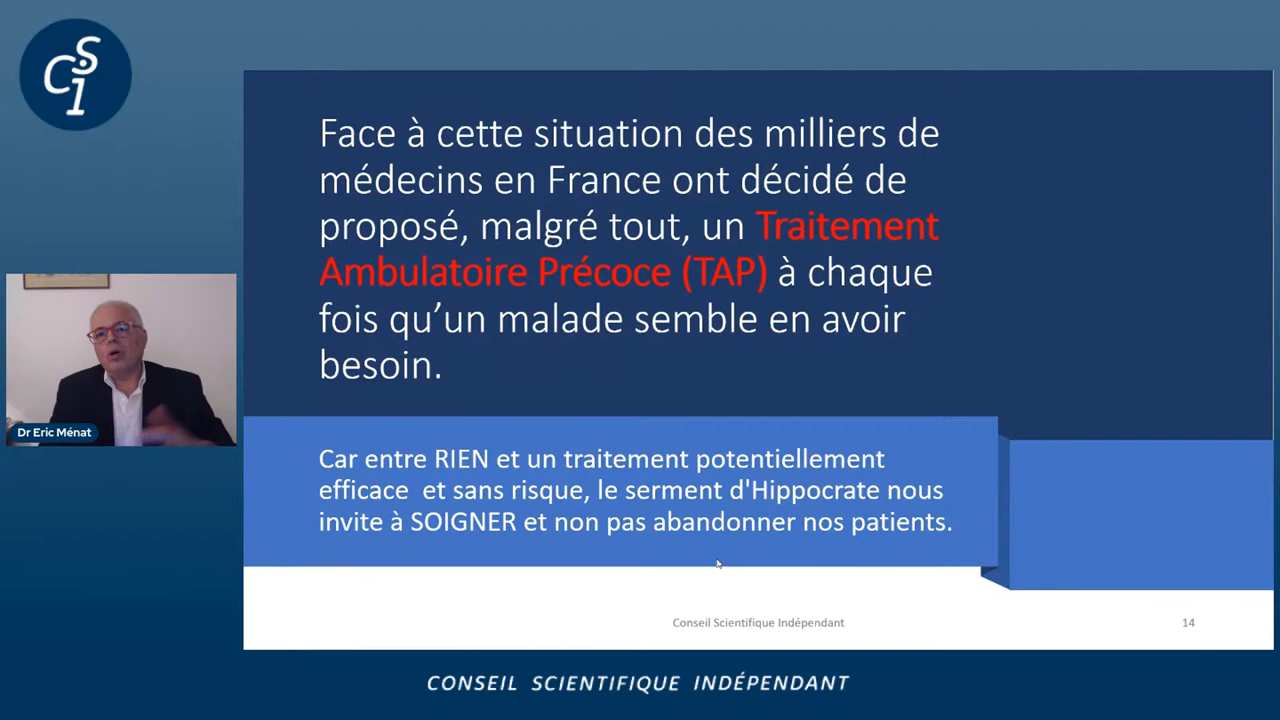 CSI
Face à cette situation des milliers de
médecins en France ont décidé de
proposé, malgré tout, un Traitement
Ambulatoire Précoce (TAP) à chaque
fois qu’un malade semble en avoir
besoin.
Dr Eric Ménat
Car entre RIEN et un traitement potentiellement
efficace et sans risque, le serment d'Hippocrate nous
invite à SOIGNER et non pas abandonner nos patients.
Conseil Scientifique Indépendant
14
CONSEIL SCIENTIFIQUE INDÉPENDANT